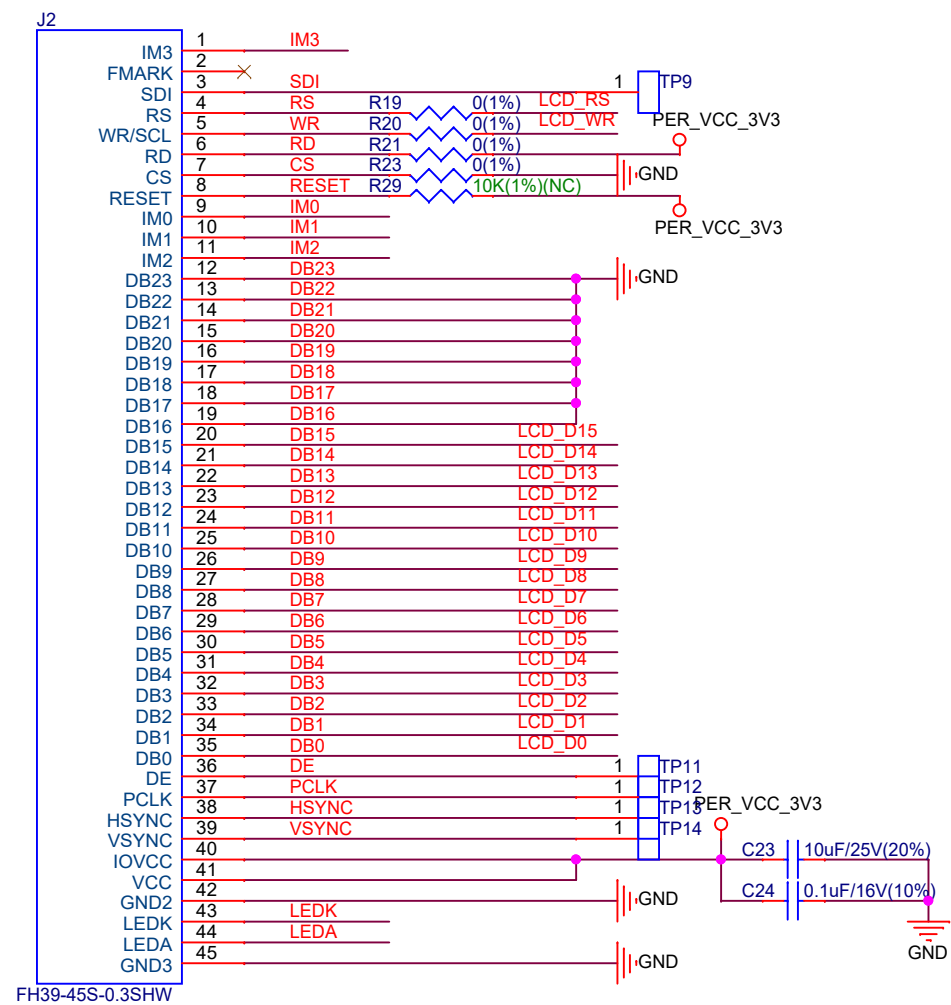 J2
1 IM3
IM3
2
FMARK
3 SDI 1 TP9
SDI
4 RS R19 0(1%) LCD_RS
RS
5 WR R20 0(1%) LCD_WR PER_VCC_3V3
WR/SCL
6 RD R21 0(1%)
RD
7 CS R23 0(1%) GND
CS
8 RESET R29 10K(1%)(NC)
RESET
9 IM0 PER_VCC_3V3
IM0
10 IM1
IM1
11 IM2
IM2
12 DB23 GND
DB23
13 DB22
DB22
14 DB21
DB21
15 DB20
DB20
16 DB19
DB19
17 DB18
DB18
18 DB17
DB17
19 DB16
DB16
20 DB15 LCD_D15
DB15
21 DB14 LCD_D14
DB14
22 DB13 LCD_D13
DB13
23 DB12 LCD_D12
DB12
24 DB11 LCD_D11
DB11
25 DB10 LCD_D10
DB10
26 DB9 LCD_D9
DB9
27 DB8 LCD_D8
DB8
28 DB7 LCD_D7
DB7
29 DB6 LCD_D6
DB6
30 DB5 LCD_D5
DB5
31 DB4 LCD_D4
DB4
32 DB3 LCD_D3
DB3
33 DB2 LCD_D2
DB2
34 DB1 LCD_D1
DB1
35 DB0 LCD_D0
DB0
36 DE 1 TP11
DE
37 PCLK 1 TP12
PCLK
38 HSYNC 1 TP13 PER_VCC_3V3
HSYNC
39 VSYNC 1 TP14
VSYNC
40 C23 10uF/25V(20%)
IOVCC
41
VCC
42 C24 0.1uF/16V(10%)
GND2 GND
43 LEDK
LEDK
44 LEDA
LEDA GND
45
GND3 GND
FH39-45S-0.3SHW